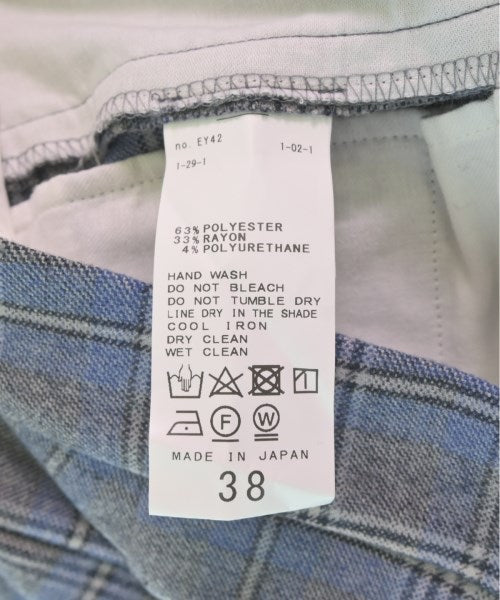 no. EY42
1-02-1
1-29-1
63% POLYESTER
33% RAYON
4% POLYURETHANE
HAND WASH
DO NOT BLEACH
DO NOT TUMBLE DRY
LINE DRY IN THE SHADE
COOL IRON
DRY CLEAN
WET CLEAN
F W
MADE IN JAPAN
38